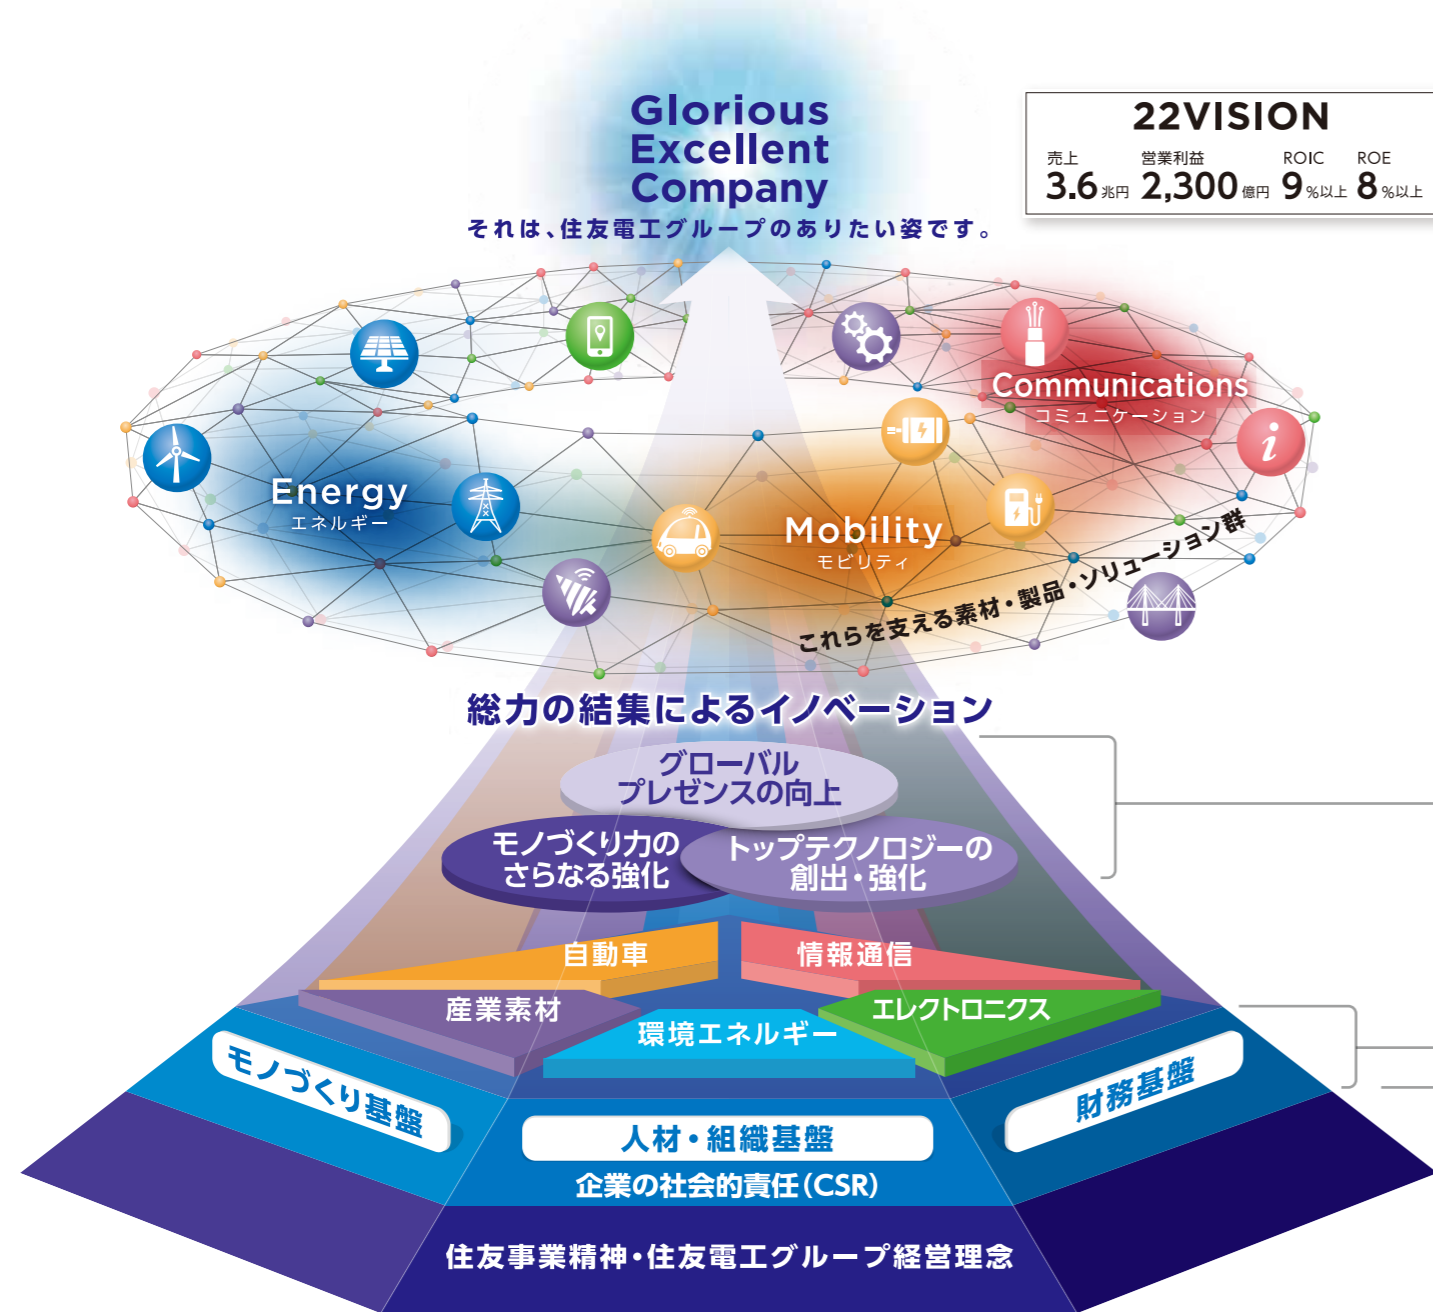 Glorious
Excellent
Company
それは、住友電工グループのありたい姿です。
22VISION
売上 営業利益 ROIC ROE
3.6兆円 2,300億円 9%以上 8%以上
Communications
コミュニケーション
i
Energy
エネルギー
Mobility
モビリティ
これらを支える素材・製品・ソリューション群
総力の結集によるイノベーション
グローバル
プレゼンスの向上
モノづくり力の
さらなる強化
トップテクノロジーの
創出・強化
自動車
情報通信
産業素材
エレクトロニクス
環境エネルギー
モノづくり基盤
財務基盤
人材・組織基盤
企業の社会的責任(CSR)
住友事業精神・住友電工グループ経営理念